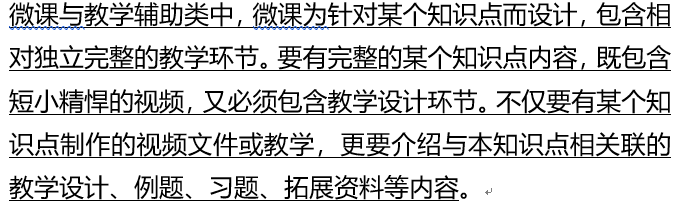 微课与教学辅助类中，微课为针对某个知识点而设计，包含相
对独立完整的教学环节。要有完整的某个知识点内容，既包含
短小精悍的视频，又必须包含教学设计环节。不仅要有某个知
识点制作的视频文件或教学，更要介绍与本知识点相关联的
教学设计、例题、习题、拓展资料等内容。